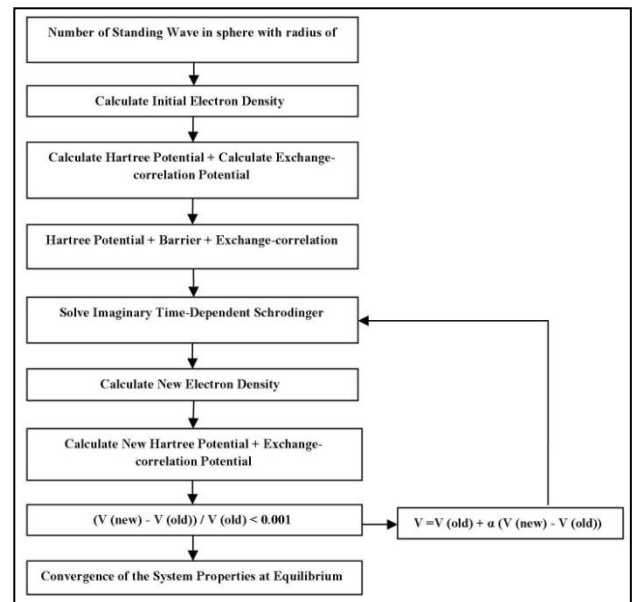 Number of Standing Wave in sphere with radius of
Calculate Initial Electron Density
Calculate Hartree Potential + Calculate Exchange-
correlation Potential
Hartree Potential + Barrier + Exchange-correlation
Solve Imaginary Time-Dependent Schrodinger
Calculate New Electron Density
Calculate New Hartree Potential + Exchange-
correlation Potential
(V (new) - V (old)) / V (old) < 0.001
V =V (old) + α (V (new) - V (old))
Convergence of the System Properties at Equilibrium